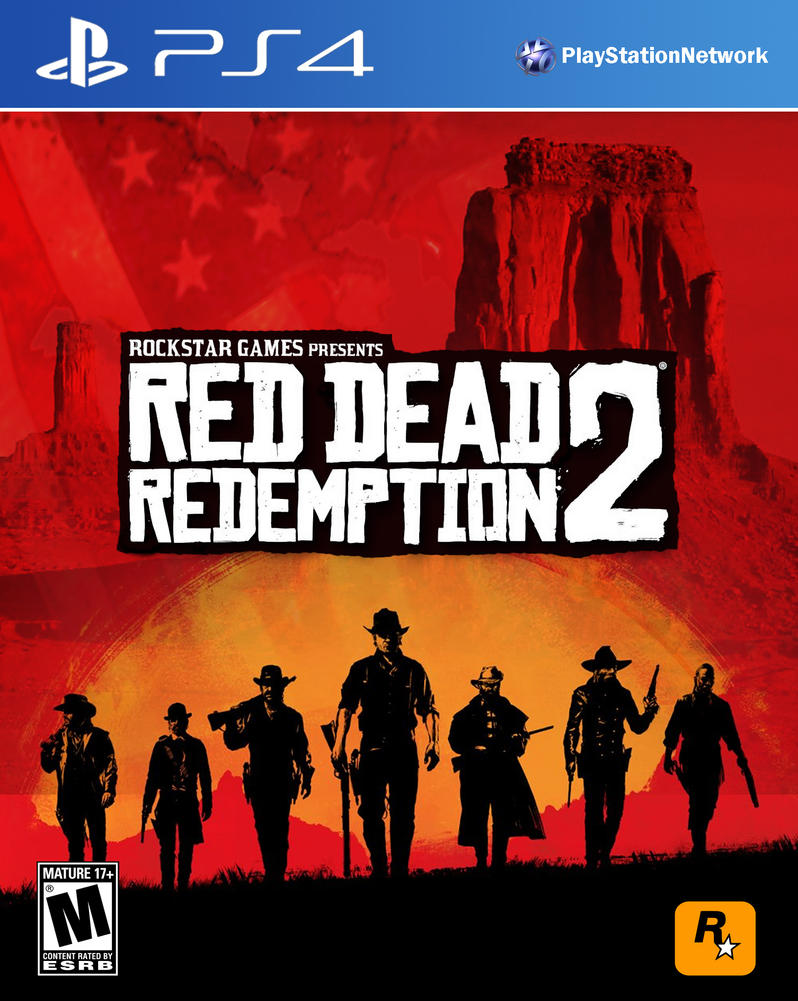 PS4
PlayStationNetwork
ROCKSTAR GAMES PRESENTS
RED DEAD
REDEMPTION 2
®
MATURE 17+
®
M
CONTENT RATED BY
ESRB
R